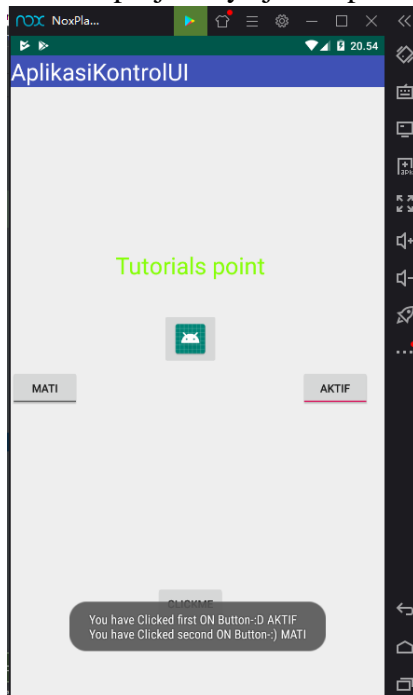 nox NoxPla...
20.54
AplikasiKontrolUI
Tutorials point
MATI
AKTIF
CLICKME
You have Clicked first ON Button-:D AKTIF
You have Clicked second ON Button-:) MATI